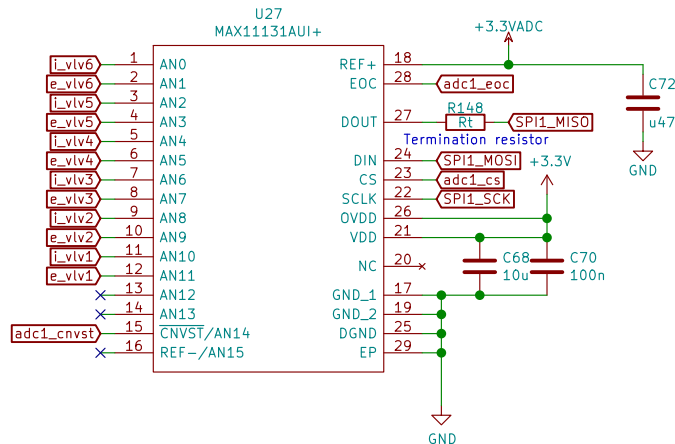 U27
MAX11131AUI+
+3.3VADC
i_vlv6 1 AN0 REF+ 18
e_vlv6 2 AN1 EOC 28 adc1_eoc
C72
i_vlv5 3 AN2
R148
e_vlv5 4 AN3 DOUT 27 Rt SPI1_MISO
u47
i_vlv4 5 AN4 Termination resistor
e_vlv4 6 AN5 DIN 24 SPI1_MOSI
+3.3V
GND
i_vlv3 7 AN6 CS 23 adc1_cs
e_vlv3 8 AN7 SCLK 22 SPI1_SCK
i_vlv2 9 AN8 OVDD 26
e_vlv2 10 AN9 VDD 21
i_vlv1 11 AN10 C68 C70
NC 20
e_vlv1 12 AN11 10u 100n
13 AN12 GND_1 17
14 AN13 GND_2 19
adc1_cnvst 15 CNVST/AN14 DGND 25
16 REF-/AN15 EP 29
GND